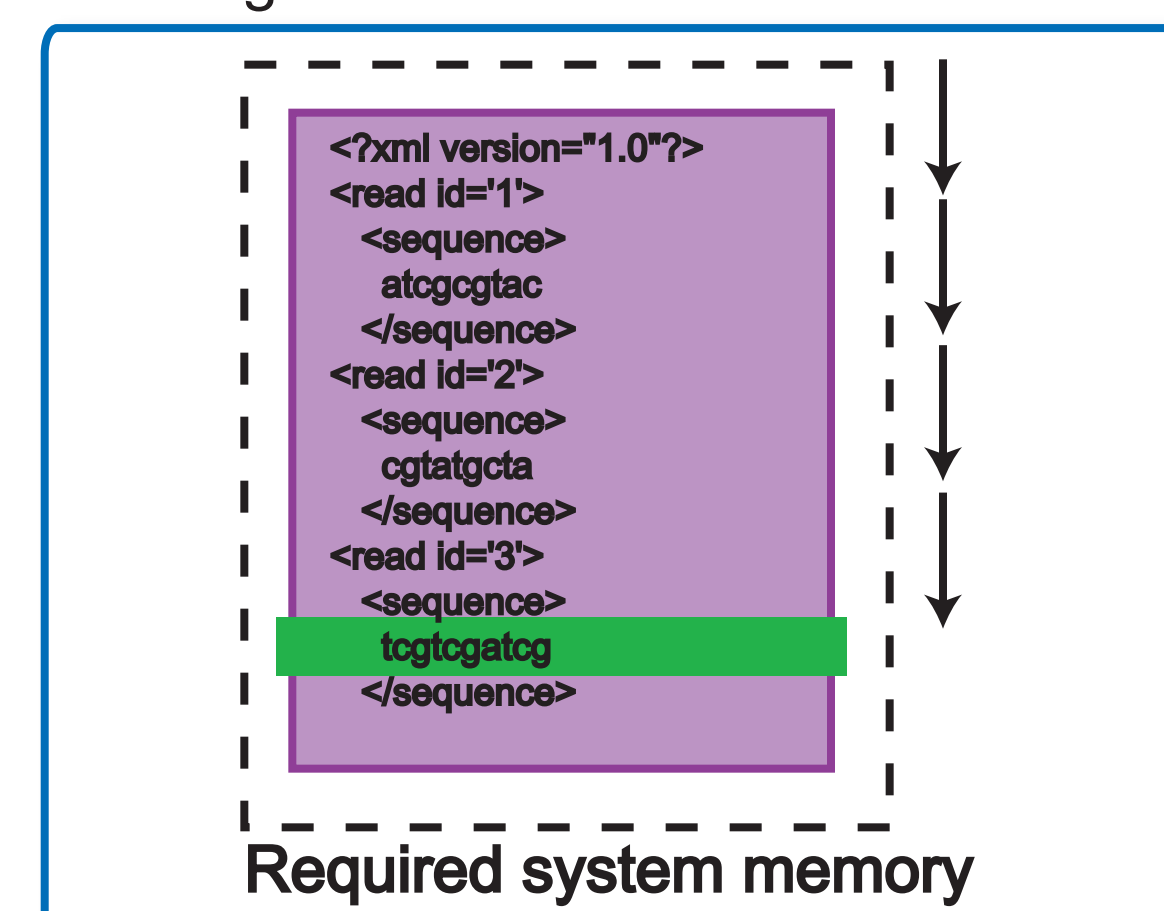 <?xml version="1.0"?>
<read id='1'>
<sequence>
atcgcgtac
</sequence>
<read id='2'>
<sequence>
cgtatgcta
</sequence>
<read id='3'>
<sequence>
tcgtcgatcg
</sequence>
Required system memory